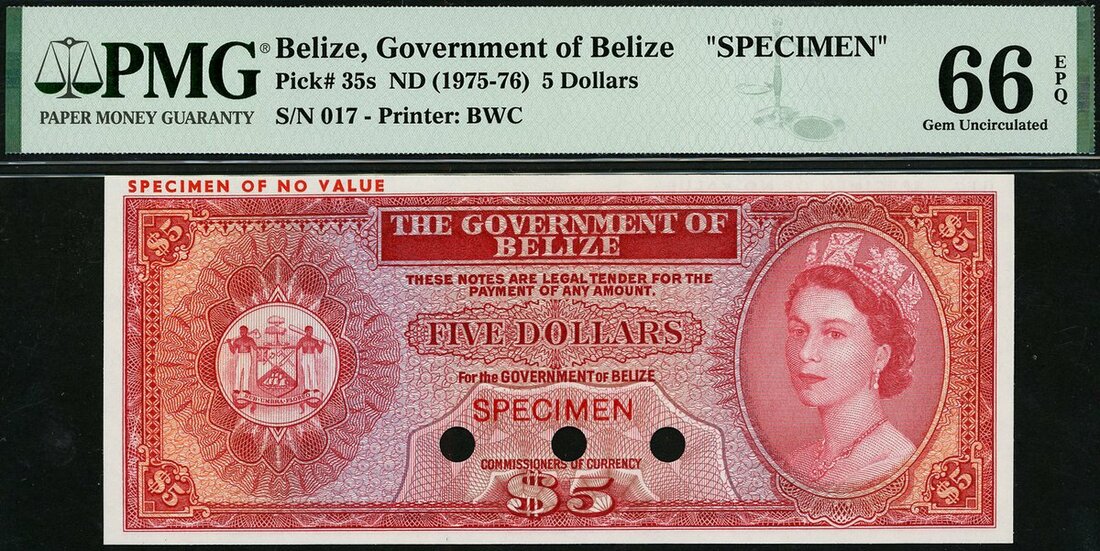 PMG®
PAPER MONEY GUARANTY
Belize, Government of Belize "SPECIMEN"
Pick# 35s ND (1975-76) 5 Dollars
S/N 017 - Printer: BWC
66
EPQ
Gem Uncirculated
SPECIMEN OF NO VALUE
$5
$5
THE GOVERNMENT OF
BELIZE
THESE NOTES ARE LEGAL TENDER FOR THE
PAYMENT OF ANY AMOUNT.
FIVE DOLLARS
For the GOVERNMENT of BELIZE
SPECIMEN
COMMISSIONERS OF CURRENCY
$5
$5
$5